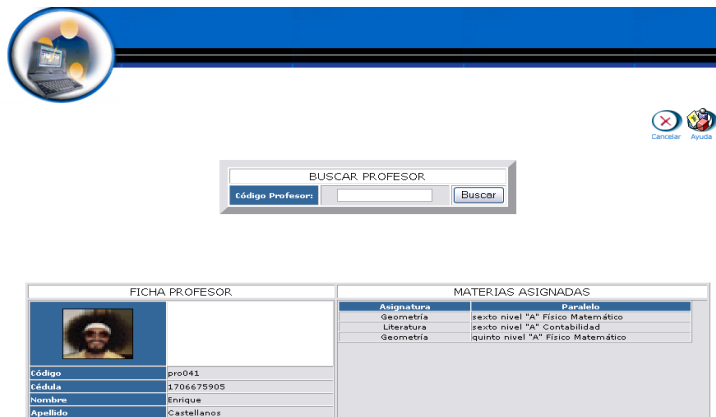 Cancelar Ayuda
BUSCAR PROFESOR
Código Profesor: Buscar
FICHA PROFESOR
Código pro041
Cédula 1706675905
Nombre Enrique
Apellido Castellanos
MATERIAS ASIGNADAS
Asignatura Paralelo
Geometría sexto nivel "A" Físico Matemático
Literatura sexto nivel "A" Contabilidad
Geometría quinto nivel "A" Físico Matemático